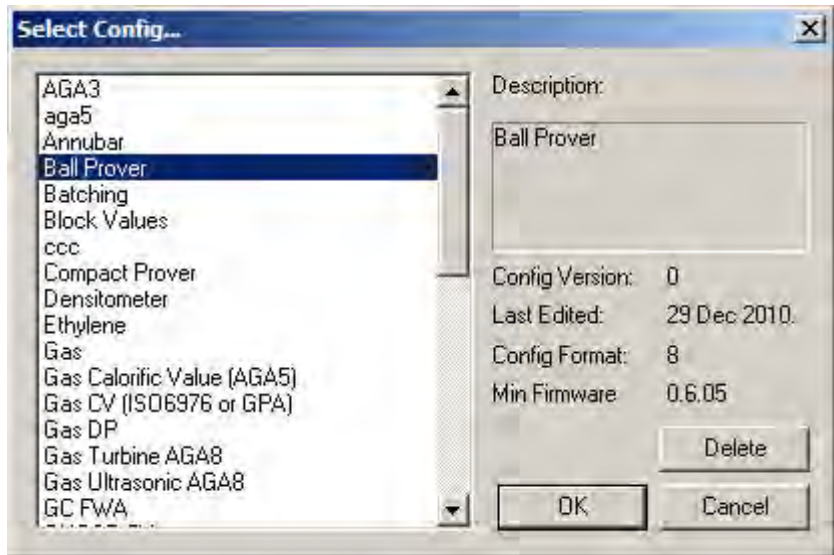 Select Config...
AGA3
aga5
Annubar
Ball Prover
Batching
Block Values
ccc
Compact Prover
Densitometer
Ethylene
Gas
Gas Calorific Value (AGA5)
Gas CV (ISO6976 or GPA)
Gas DP
Gas Turbine AGA8
Gas Ultrasonic AGA8
GC FWA
Description:
Ball Prover
Config Version: 0
Last Edited: 29 Dec 2010.
Config Format: 8
Min Firmware 0.6.05
Delete
OK Cancel